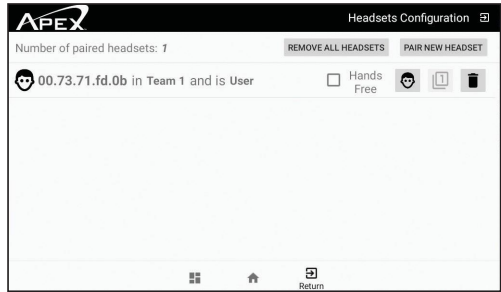 APEX Headsets Configuration
Number of paired headsets: 1 REMOVE ALL HEADSETS PAIR NEW HEADSET
00.73.71.fd.0b in Team 1 and is User Hands Free 1
Return